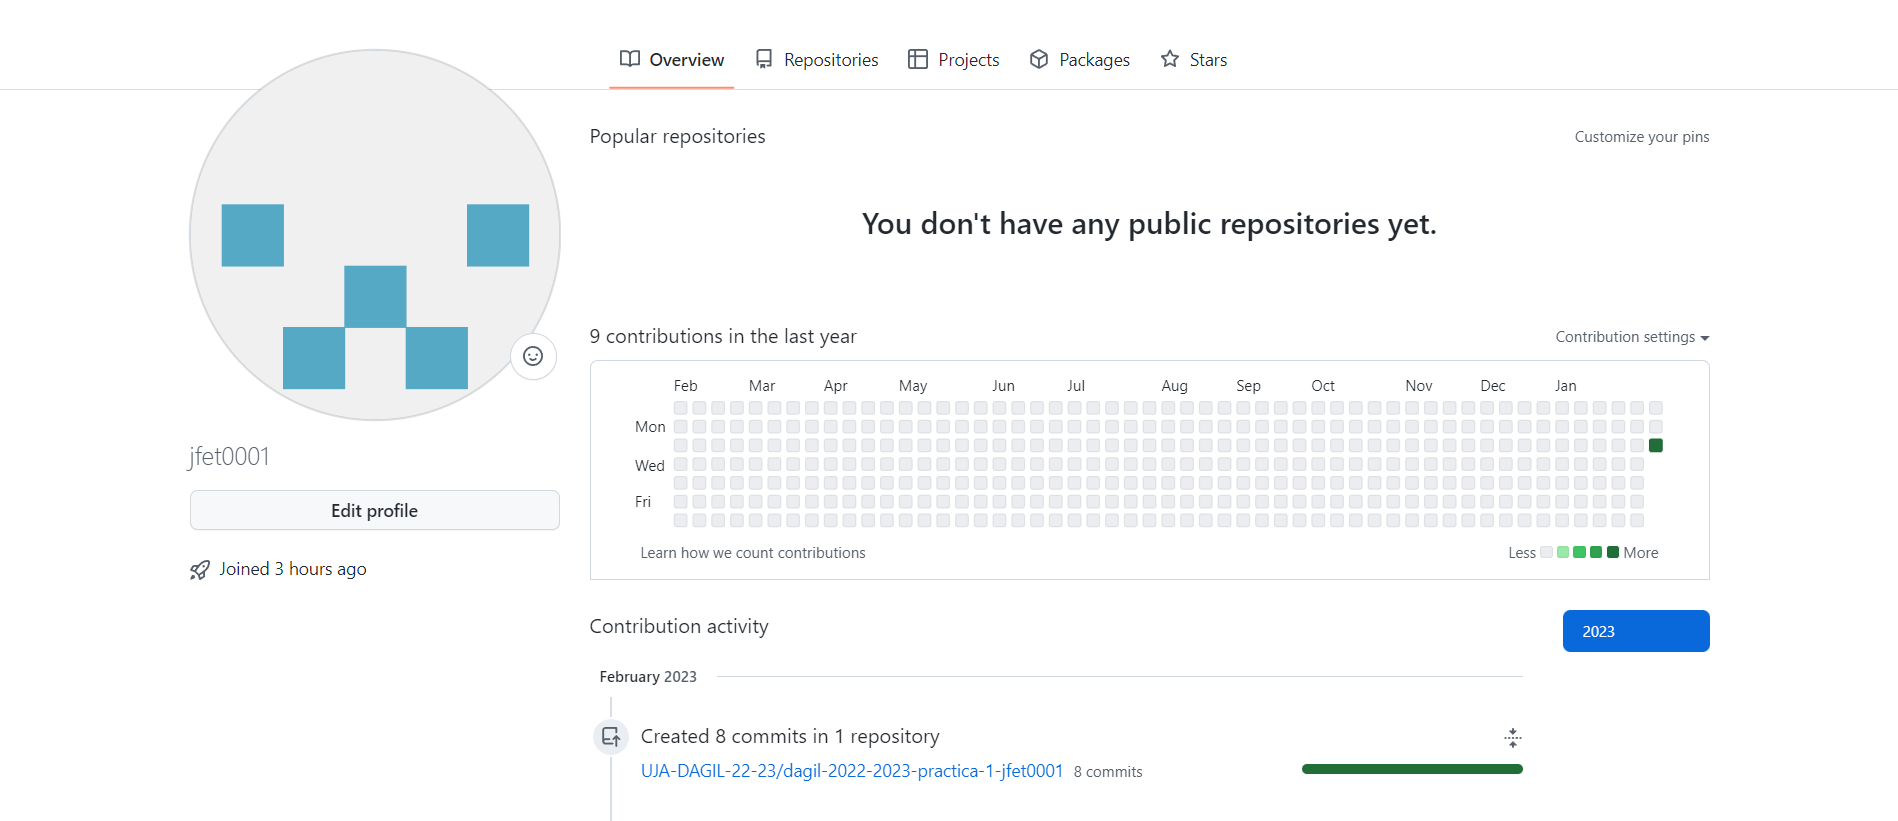 Overview Repositories Projects Packages Stars
Popular repositories Customize your pins
You don't have any public repositories yet.
9 contributions in the last year Contribution settings
Feb Mar Apr May Jun Jul Aug Sep Oct Nov Dec Jan
Mon
Wed
Fri
Learn how we count contributions Less More
jfet0001
Edit profile
Joined 3 hours ago
Contribution activity 2023
February 2023
Created 8 commits in 1 repository
UJA-DAGIL-22-23/dagil-2022-2023-practica-1-jfet0001 8 commits